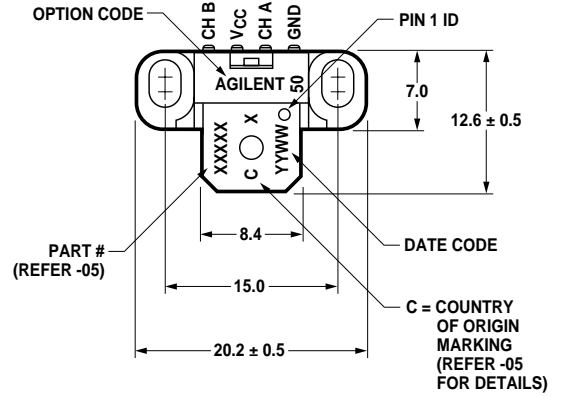 OPTION CODE
CH B
VCC
CH A
GND
PIN 1 ID
AGILENT
50
7.0
12.6 ± 0.5
XXXXX
X
C
YYWW
8.4
PART #
(REFER -05)
DATE CODE
15.0
C = COUNTRY
OF ORIGIN
MARKING
(REFER -05
FOR DETAILS)
20.2 ± 0.5